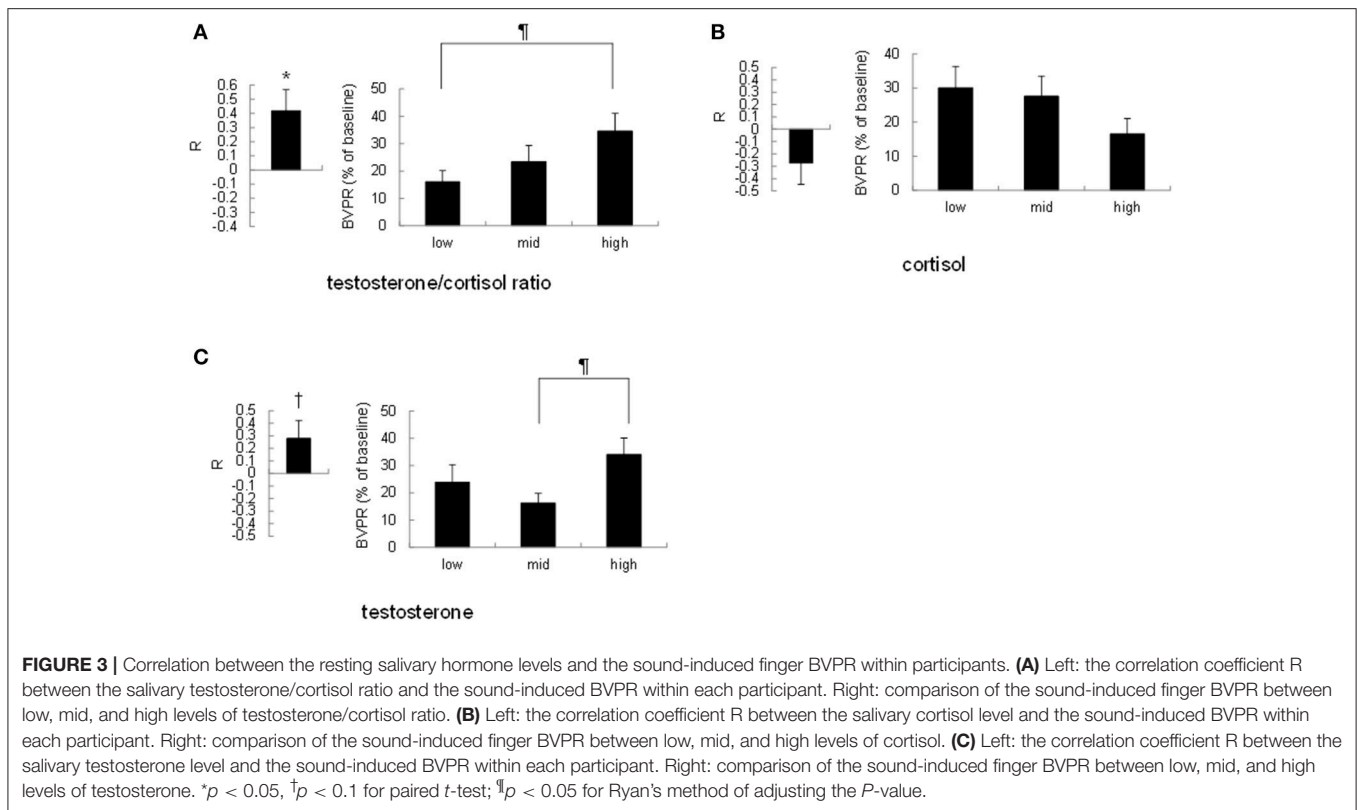 A
¶
*
0.6
0.5
0.4
0.3
0.2
0.1
0
-0.1
-0.2
-0.3
-0.4
R
50
40
30
20
10
0
BVPR (% of baseline)
low mid high
testosterone/cortisol ratio
B
0.5
0.4
0.3
0.2
0.1
0
-0.1
-0.2
-0.3
-0.4
-0.5
R
40
30
20
10
0
BVPR (% of baseline)
low mid high
cortisol
C
¶
†
0.5
0.4
0.3
0.2
0.1
0
-0.1
-0.2
-0.3
-0.4
-0.5
R
50
40
30
20
10
0
BVPR (% of baseline)
low mid high
testosterone
FIGURE 3 | Correlation between the resting salivary hormone levels and the sound-induced finger BVPR within participants. (A) Left: the correlation coefficient R
between the salivary testosterone/cortisol ratio and the sound-induced BVPR within each participant. Right: comparison of the sound-induced finger BVPR between
low, mid, and high levels of testosterone/cortisol ratio. (B) Left: the correlation coefficient R between the salivary cortisol level and the sound-induced BVPR within
each participant. Right: comparison of the sound-induced finger BVPR between low, mid, and high levels of cortisol. (C) Left: the correlation coefficient R between the
salivary testosterone level and the sound-induced BVPR within each participant. Right: comparison of the sound-induced finger BVPR between low, mid, and high
levels of testosterone. *p < 0.05, †p < 0.1 for paired t-test; ¶p < 0.05 for Ryan's method of adjusting the P-value.